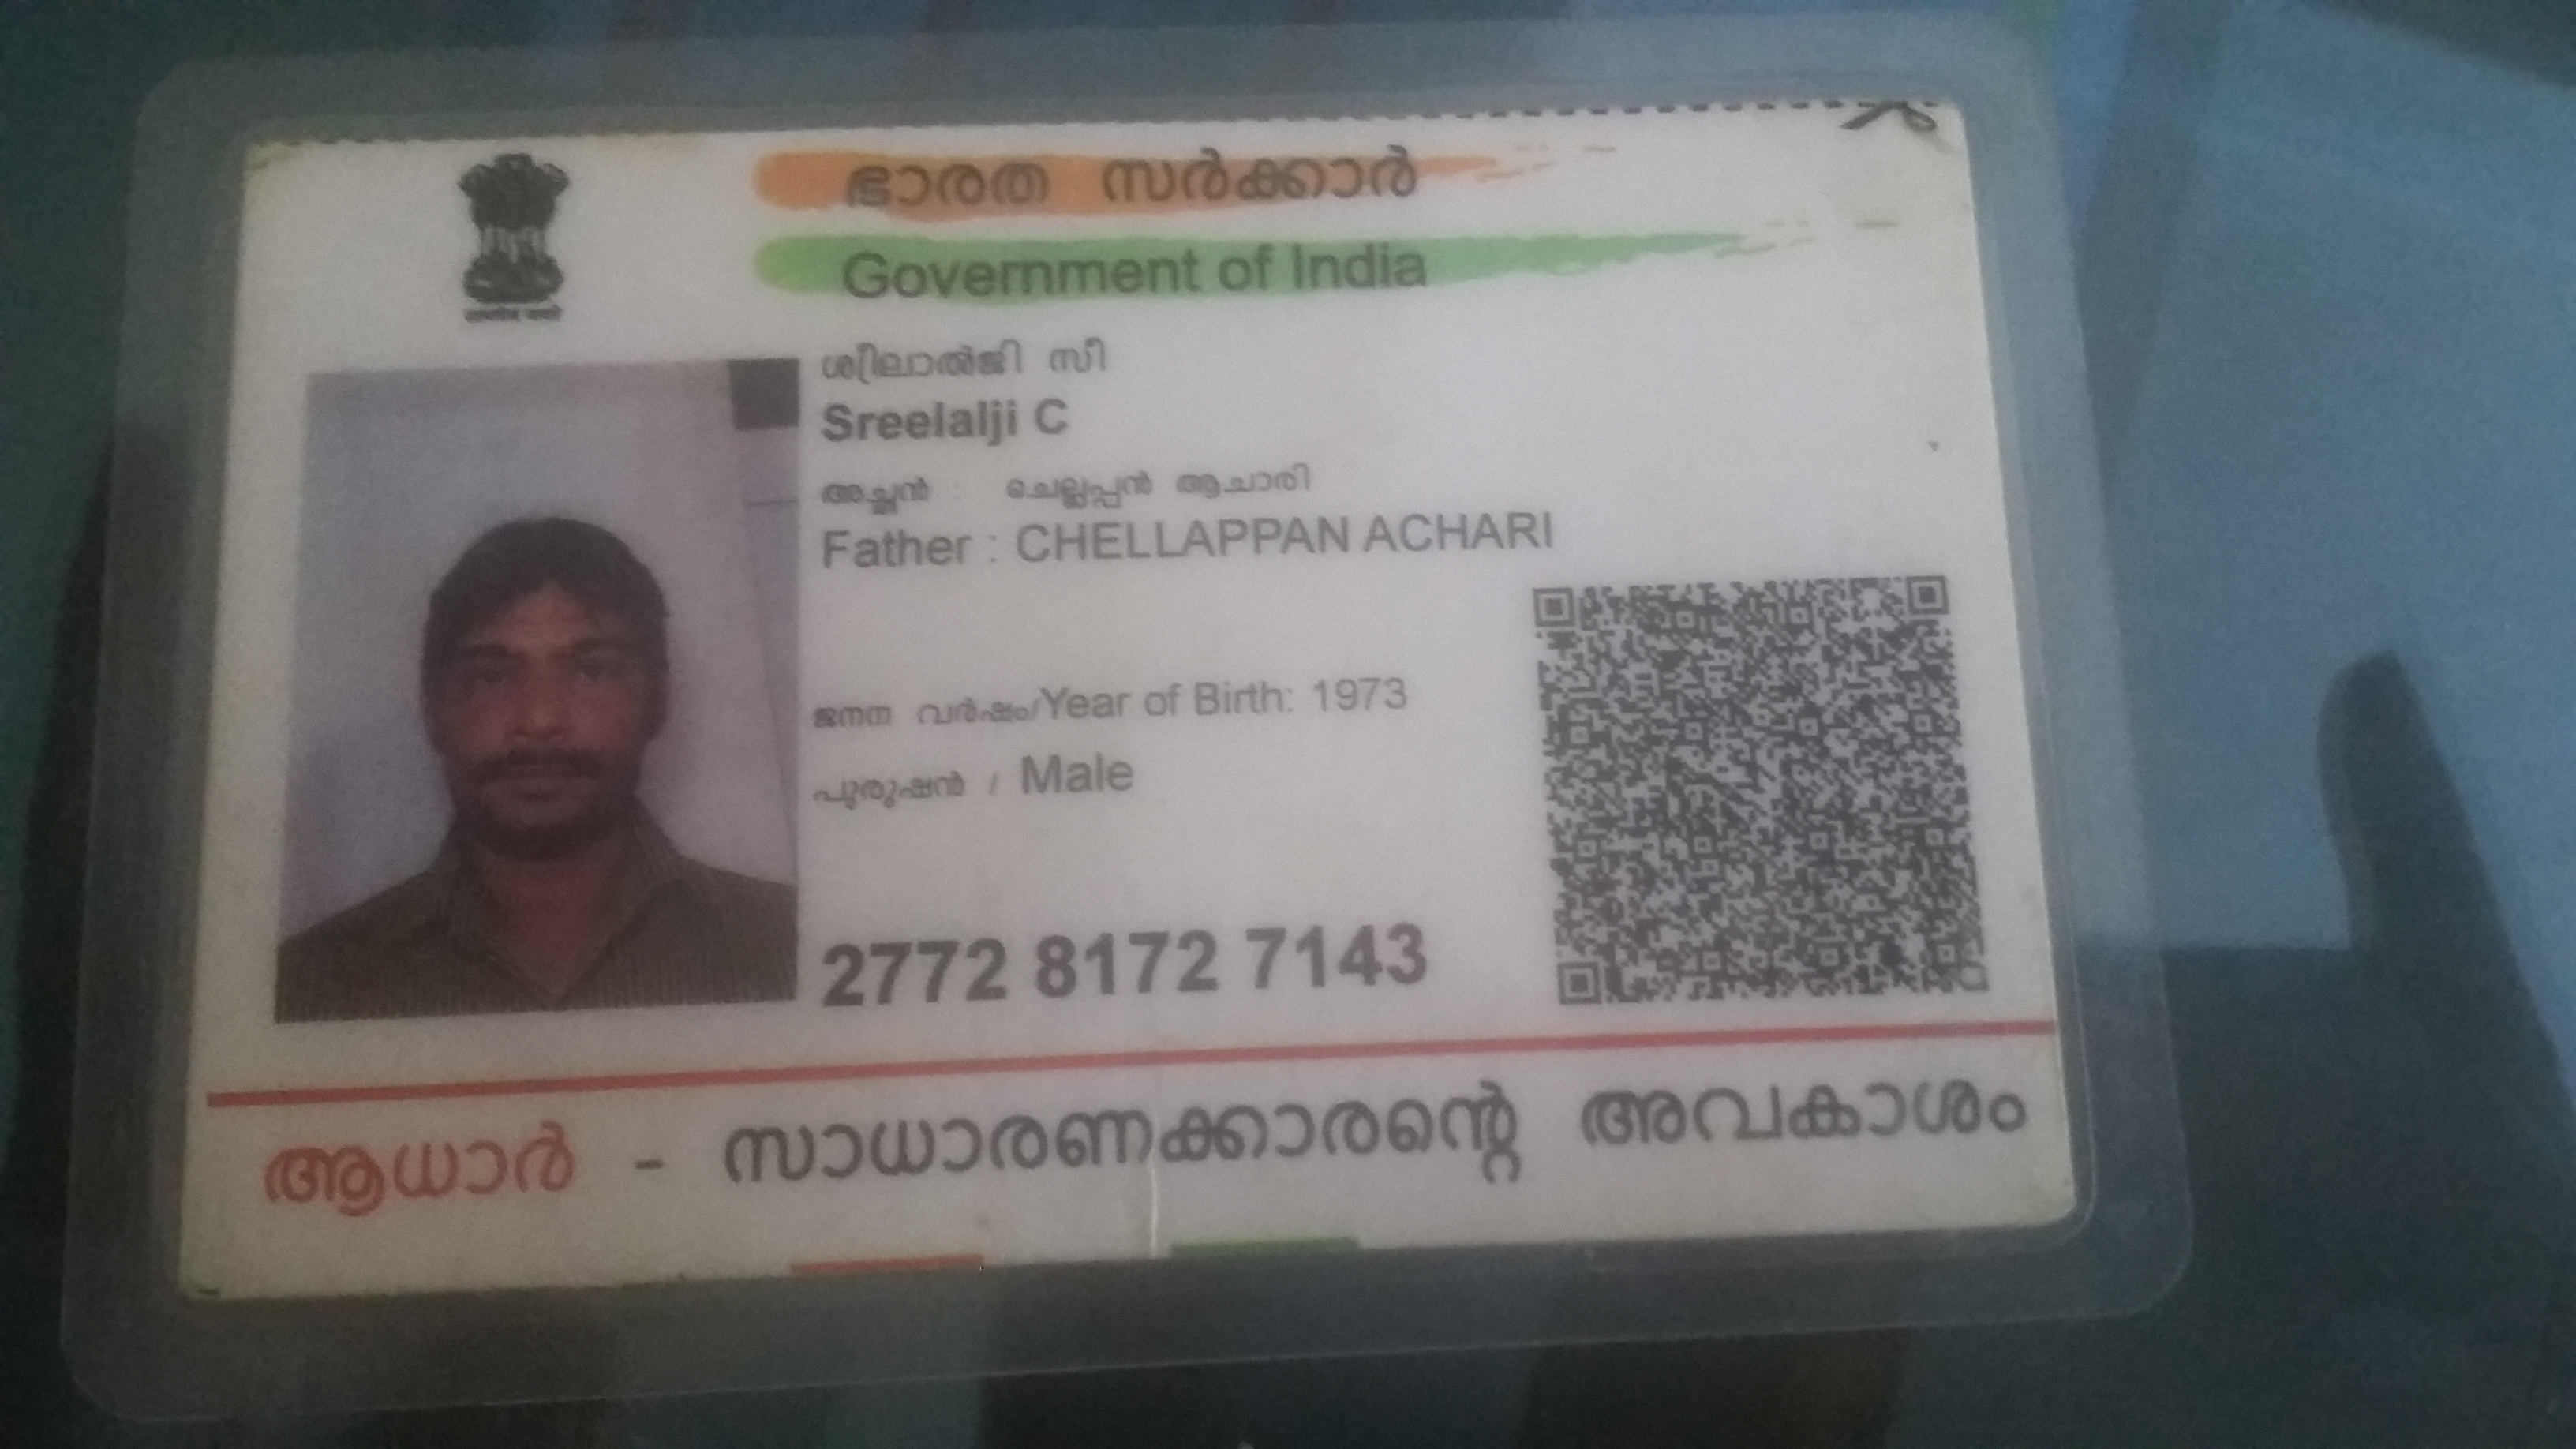 ഭാരത സർക്കാർ
Government of India
ശ്രീലാൽജി സി
Sreelalji C
അച്ഛൻ : ചെല്ലപ്പൻ ആചാരി
Father : CHELLAPPAN ACHARI
ജനന വർഷം/Year of Birth: 1973
പുരുഷൻ / Male
2772 8172 7143
ആധാർ - സാധാരണക്കാരന്റെ അവകാശം